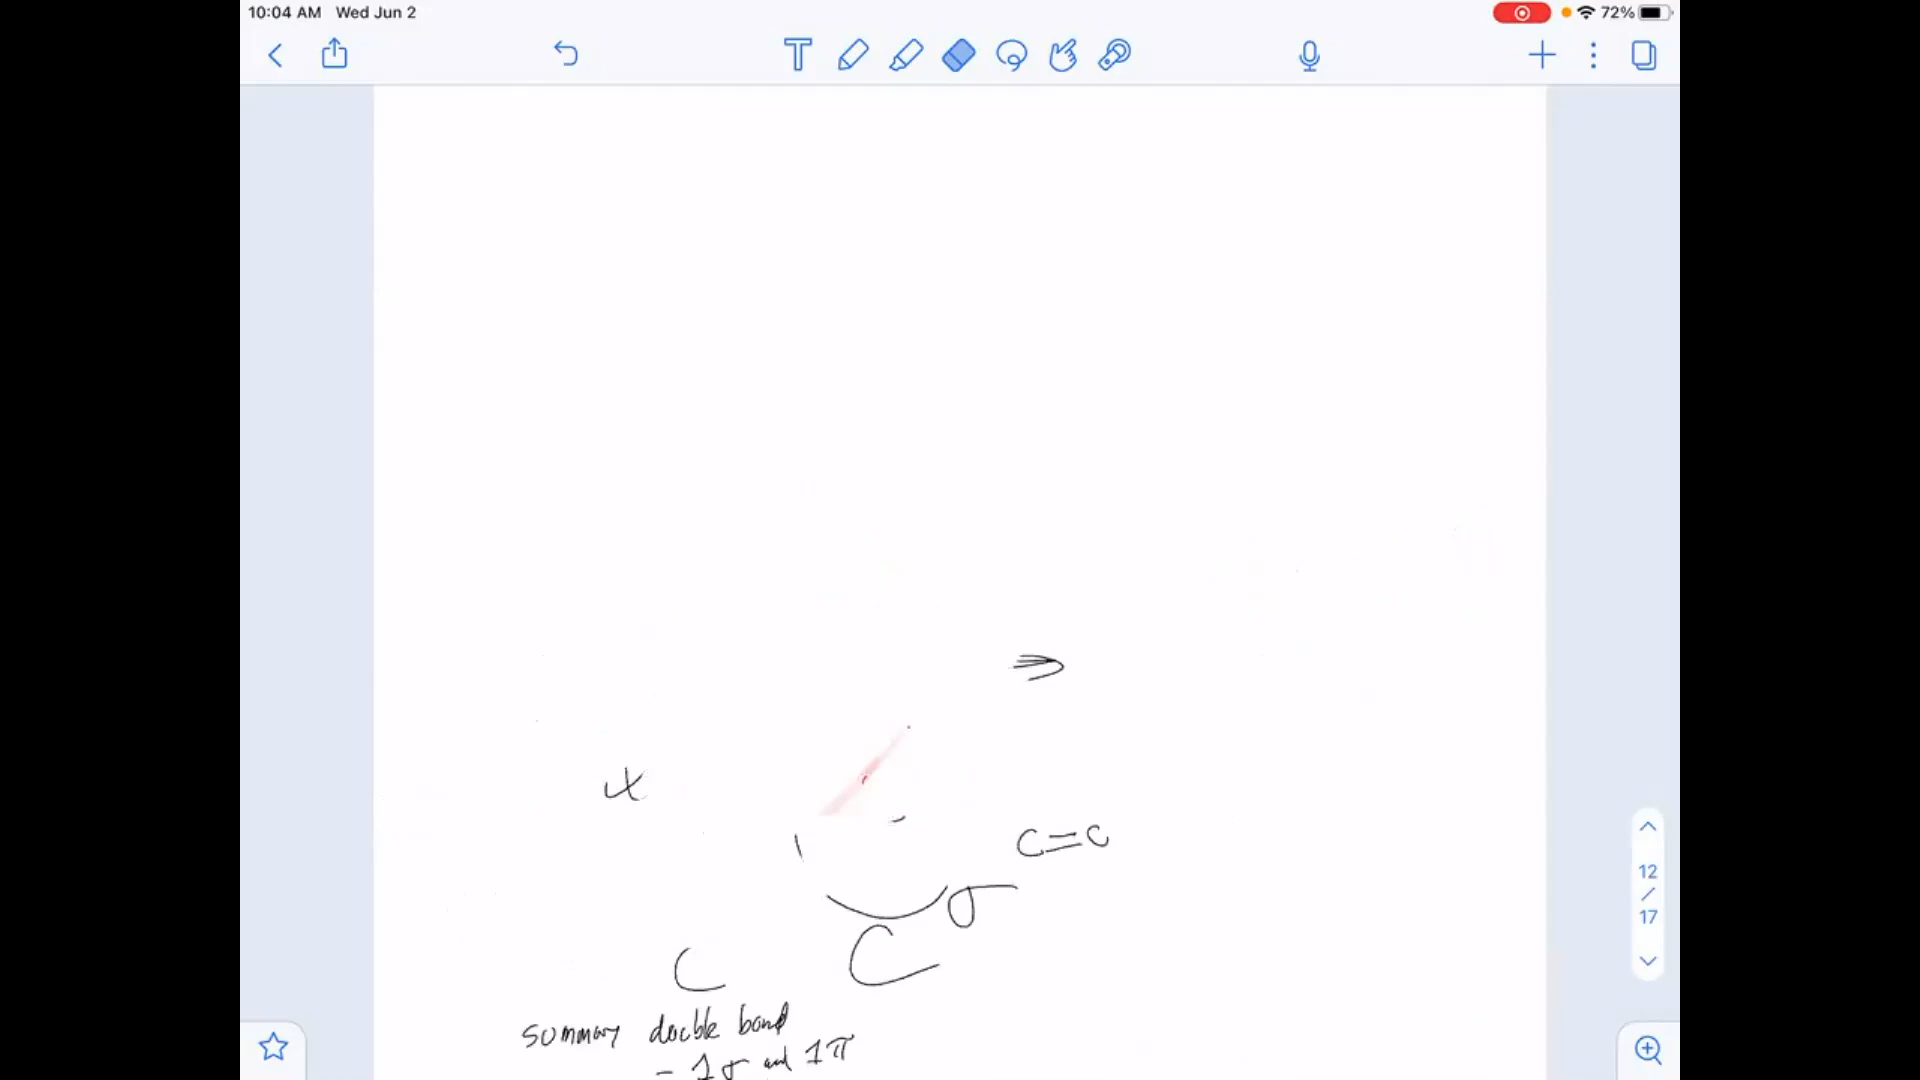 10:04 AM Wed Jun 2
72%
T
C=C
σ
12
/
17
C
C
summary double bond
- 1σ and 1π